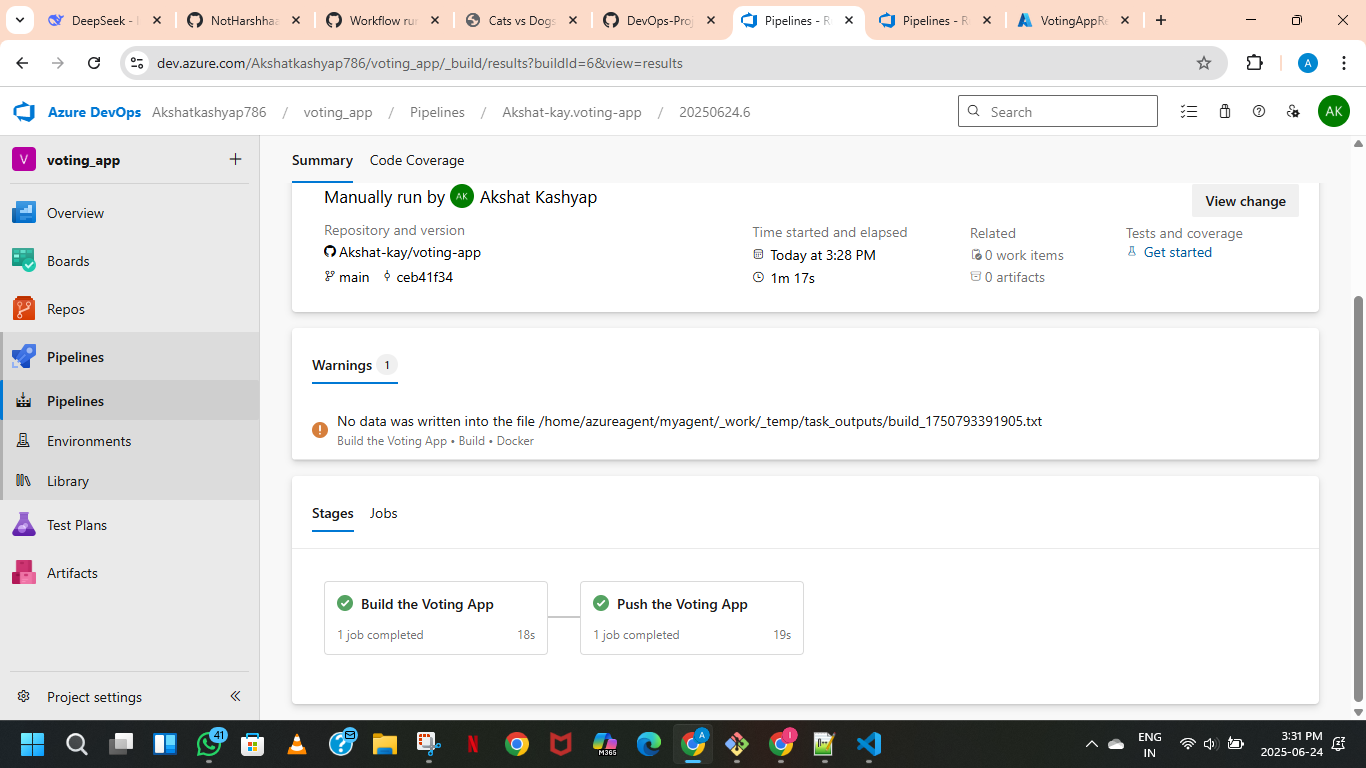 DeepSeek - I
NotHarshhaa
Workflow run
Cats vs Dogs
DevOps-Proj
Pipelines - R
Pipelines - R
VotingAppRe
dev.azure.com/Akshatkashyap786/voting_app/_build/results?buildId=6&view=results
A
Azure DevOps
Akshatkashyap786 / voting_app / Pipelines / Akshat-kay.voting-app / 20250624.6
Search
AK
V voting_app
Overview
Boards
Repos
Pipelines
Pipelines
Environments
Library
Test Plans
Artifacts
Project settings
Summary Code Coverage
Manually run by AK Akshat Kashyap
View change
Repository and version
Akshat-kay/voting-app
main ceb41f34
Time started and elapsed
Today at 3:28 PM
1m 17s
Related
0 work items
0 artifacts
Tests and coverage
Get started
Warnings 1
No data was written into the file /home/azureagent/myagent/_work/_temp/task_outputs/build_1750793391905.txt
Build the Voting App • Build • Docker
Stages Jobs
Build the Voting App
1 job completed 18s
Push the Voting App
1 job completed 19s
41
M365
A
ENG
IN
3:31 PM
2025-06-24